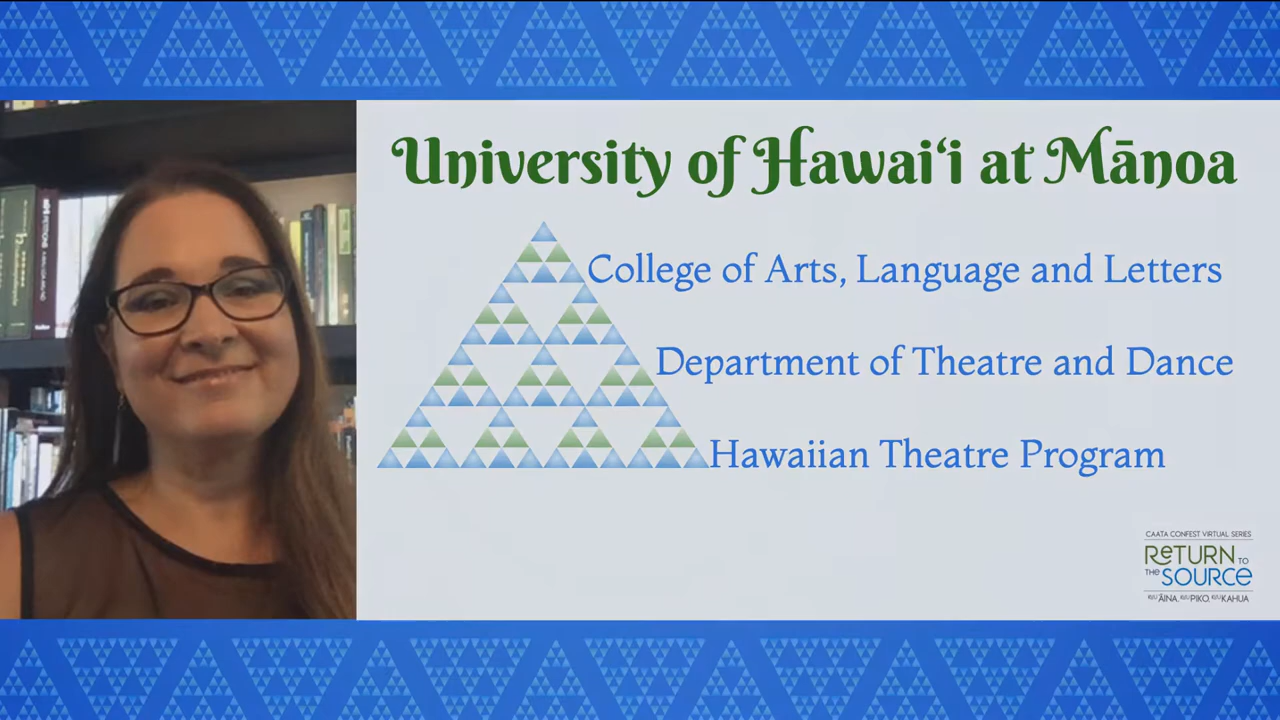 University of Hawaiʻi at Mānoa
College of Arts, Language and Letters
Department of Theatre and Dance
Hawaiian Theatre Program
CAATA CONFEST VIRTUAL SERIES
RETURN TO
THE SOURCE
ĀINA, PIKO, KAHUA